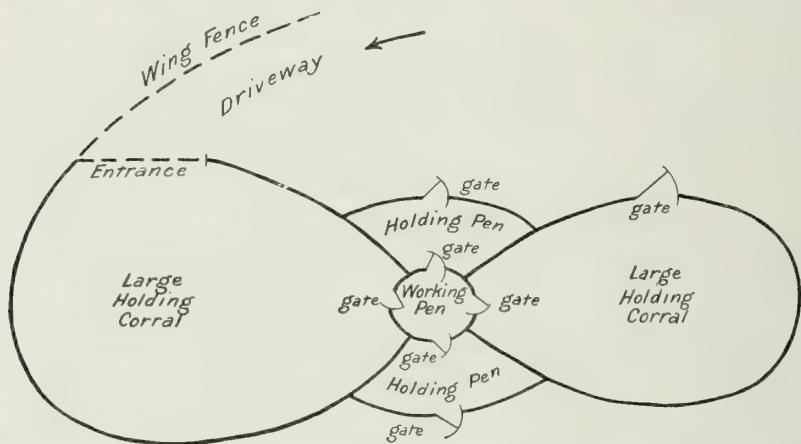 Wing Fence
Driveway
Entrance
gate
Holding Pen
gate
gate
Large
Holding
Corral
gate
Working
Pen
gate
Large
Holding
Corral
gate
Holding Pen
gate